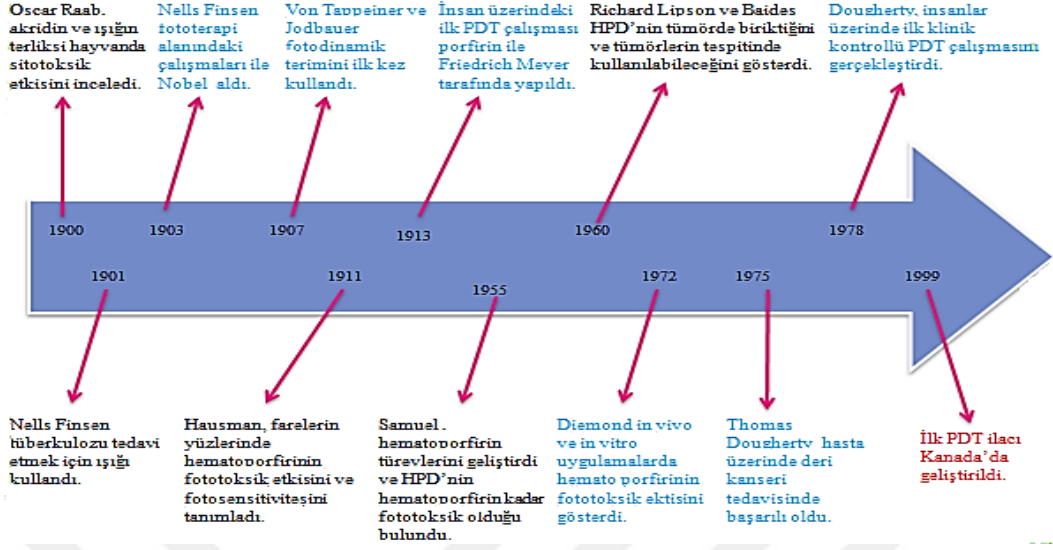 Oscar Raab,
akridin ve ışığın
terliksi hayvanda
sitotoksik
etkisini inceledi.
Nells Finsen
fototerapi
alanındaki
çalışmaları ile
Nobel aldı.
Von Tappeiner ve
Jodbauer
fotodinamik
terimini ilk kez
kullandı.
İnsan üzerindeki
ilk PDT çalışması
porfirin ile
Friedrich Meyer
tarafında yapıldı.
Richard Lipson ve Baides
HPD'nin tümörde biriktiğini
ve tümörlerin tespitinde
kullanılabileceğini gösterdi.
Dougherty, insanlar
üzerinde ilk klinik
kontrollü PDT çalışmasını
gerçekleştirdi.
1900
1903
1907
1913
1960
1978
1901
1911
1955
1972
1975
1999
Nells Finsen
tüberkulozu tedavi
etmek için ışığı
kullandı.
Hausman, farelerin
yüzlerinde
hematoporfirinin
fototoksik etkisi ve
fotosensitivitesini
tanımladı.
Samuel .
hematoporfirin
türevlerini geliştirdi
ve HPD'nin
hematoporfirin kadar
fototoksik olduğu
bulundu.
Diemond in vivo
ve in vitro
uygulamalarda
hemato porfirinin
fototoksik ektisini
gösterdi.
Thomas
Dougherty hasta
üzerinde deri
kanseri
tedavisinde
başarılı oldu.
İlk PDT ilacı
Kanada'da
geliştirildi.